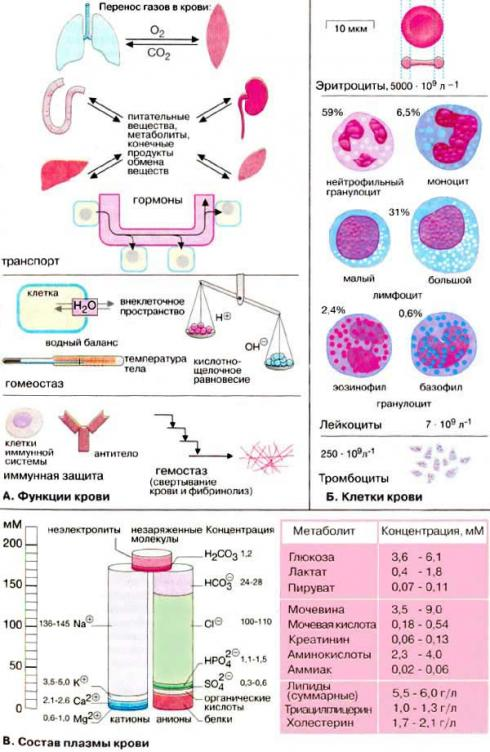 Перенос газов в крови:
O₂
CO₂
питательные
вещества,
метаболиты,
конечные
продукты
обмена
веществ
гормоны
транспорт
клетка
H₂O
внеклеточное
пространство
водный баланс
H⁺
OH⁻
температура
тела
кислотно-
щелочное
равновесие
гомеостаз
клетки
иммунной
системы
антитело
иммунная защита
гемостаз
(свертывание
крови и фибринолиз)
А. Функции крови
10 мкм
Эритроциты, 5000 · 10⁹ л⁻¹
59%
6,5%
нейтрофильный
гранулоцит
моноцит
31%
малый
большой
лимфоцит
2,4%
0,6%
эозинофил
базофил
гранулоцит
Лейкоциты 7 · 10⁹ л⁻¹
250 · 10⁹л⁻¹
Тромбоциты
Б. Клетки крови
мМ
200
150
100
50
0
неэлектролиты
незаряженные
молекулы
Концентрация
H₂CO₃ 1,2
HCO₃⁻ 24-28
136-145 Na⁺
Cl⁻ 100-110
HPO₄²⁻ 1,1-1,5
3,5-5,0 K⁺
SO₄²⁻ 0,3-0,6
2,1-2.6 Ca²⁺
органические
кислоты
0,6-1.0 Mg²⁺
катионы
анионы
белки
Метаболит Концентрация, мМ
Глюкоза 3,6 - 6,1
Лактат 0,4 - 1,8
Пируват 0,07 - 0,11
Мочевина 3,5 - 9,0
Мочевая кислота 0,18 - 0,54
Креатинин 0,06 - 0,13
Аминокислоты 2,3 - 4,0
Аммиак 0,02 - 0,06
Липиды
(суммарные) 5,5 - 6,0 г/л
Триацилглицерин 1,0 - 1,3 г/л
Холестерин 1,7 - 2,1 г/л
В. Состав плазмы крови